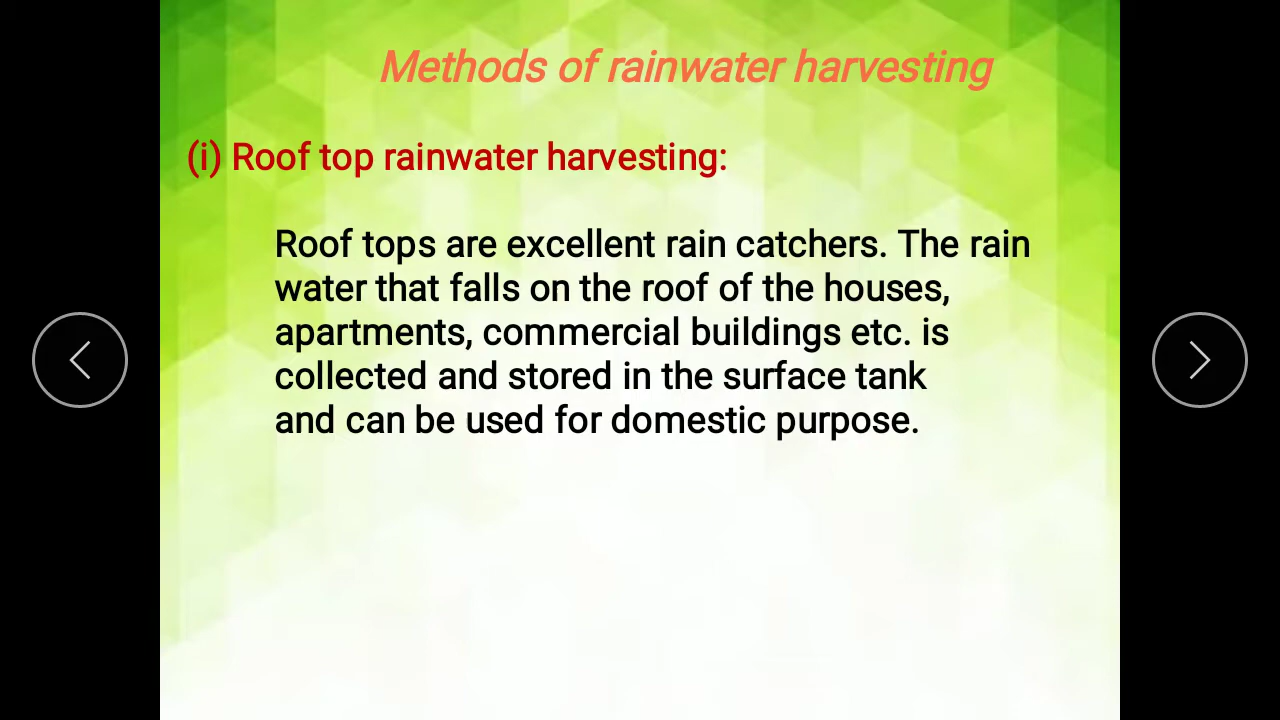 Methods of rainwater harvesting
(i) Roof top rainwater harvesting:
Roof tops are excellent rain catchers. The rain
water that falls on the roof of the houses,
apartments, commercial buildings etc. is
collected and stored in the surface tank
and can be used for domestic purpose.